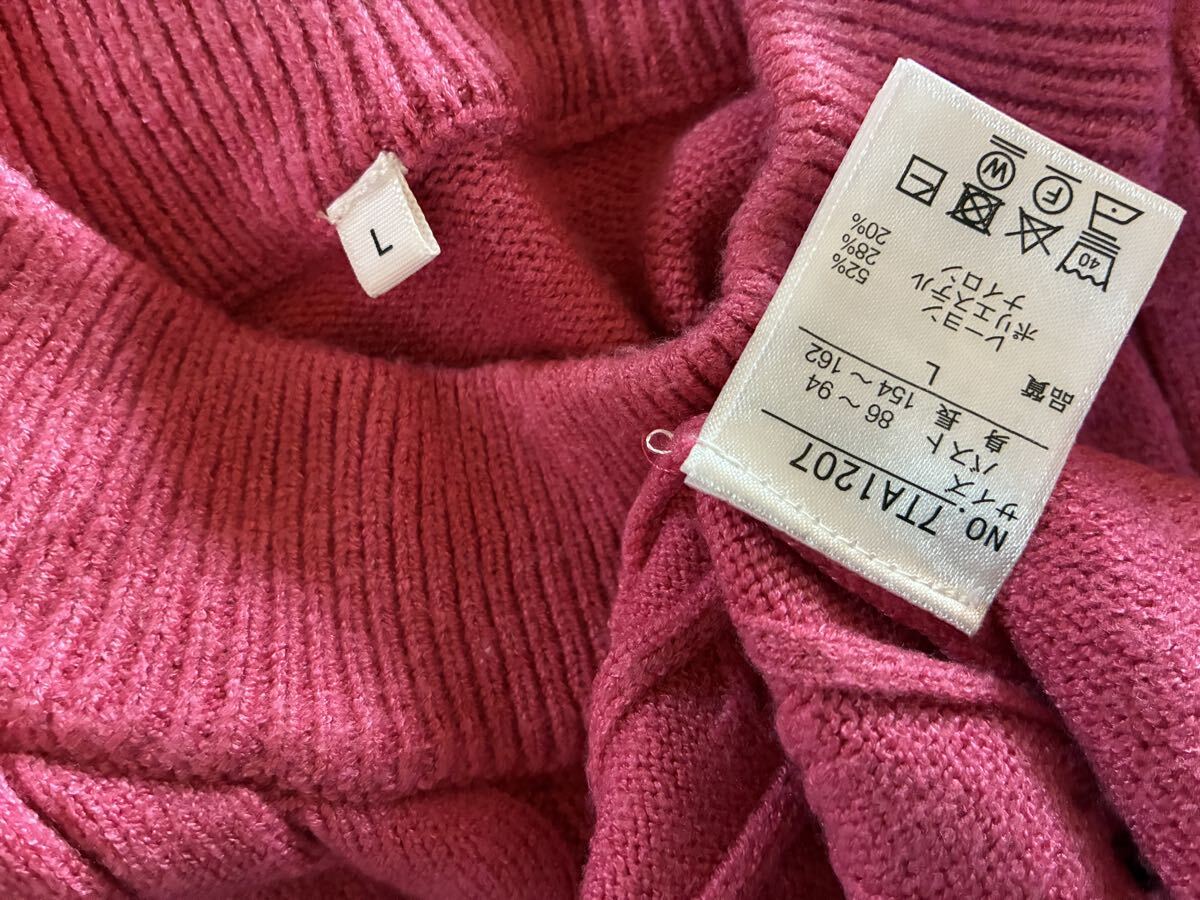 L
NO. 7TA1207
サイズ L
バスト 86～94
身長 154～162
品質
レーヨン 52%
ポリエステル 28%
ナイロン 20%
40
F
W